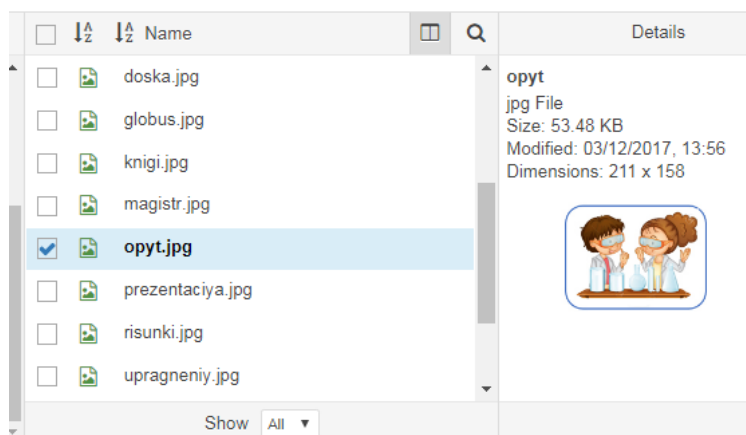 Name
Details
doska.jpg
globus.jpg
knigi.jpg
magistr.jpg
opyt.jpg
prezentaciya.jpg
risunki.jpg
upragneniy.jpg
Show All
opyt
jpg File
Size: 53.48 KB
Modified: 03/12/2017, 13:56
Dimensions: 211 x 158